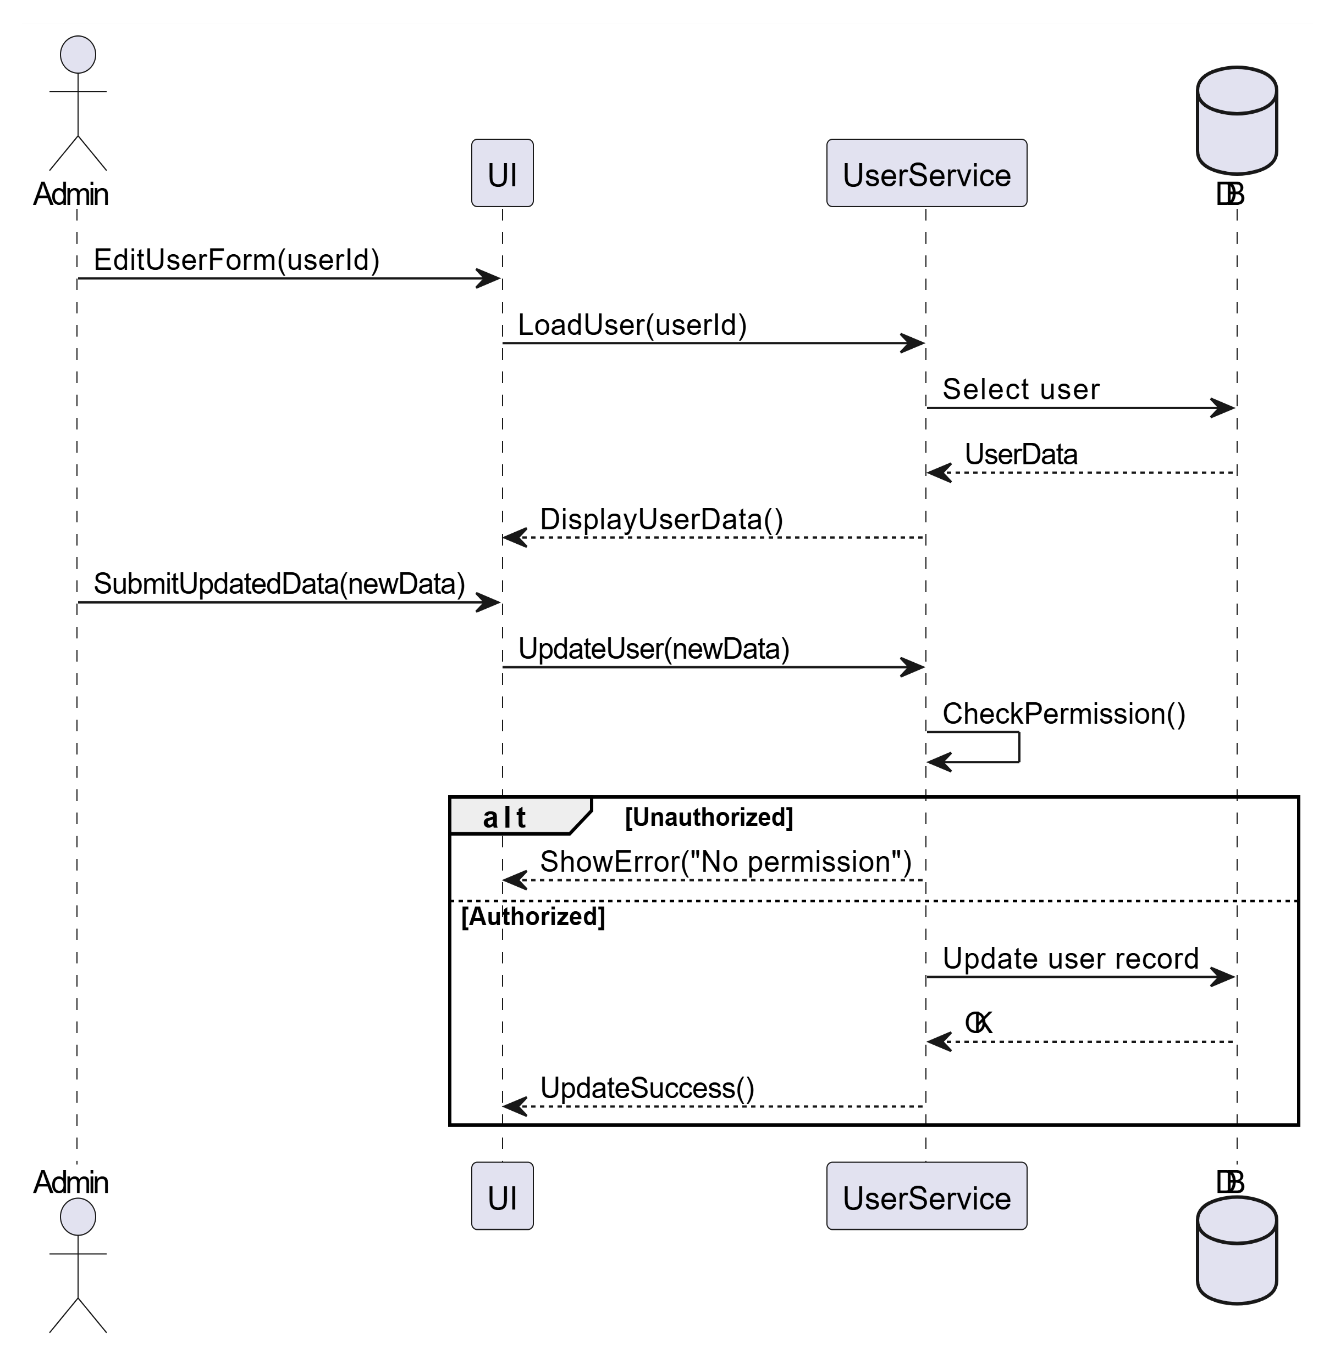 Admin
UI
UserService
DB
EditUserForm(userId)
LoadUser(userId)
Select user
UserData
DisplayUserData()
SubmitUpdatedData(newData)
UpdateUser(newData)
CheckPermission()
alt [Unauthorized]
ShowError("No permission")
[Authorized]
Update user record
OK
UpdateSuccess()
Admin
UI
UserService
DB